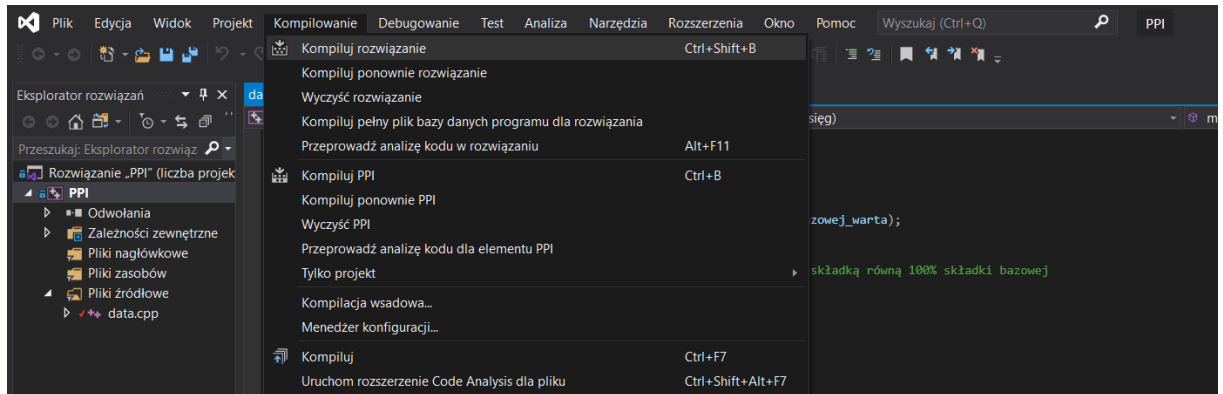 Plik Edycja Widok Projekt Kompilowanie Debugowanie Test Analiza Narzędzia Rozszerzenia Okno Pomoc Wyszukaj (Ctrl+Q) PPI
Kompiluj rozwiązanie Ctrl+Shift+B
Kompiluj ponownie rozwiązanie
Eksplorator rozwiązań da
Wyczyść rozwiązanie
Kompiluj pełny plik bazy danych programu dla rozwiązania
sięg) m
Przeszukaj: Eksplorator rozwiąz
Przeprowadź analizę kodu w rozwiązaniu Alt+F11
Rozwiązanie „PPI” (liczba projek
Kompiluj PPI Ctrl+B
PPI
Kompiluj ponownie PPI
Odwołania
Wyczyść PPI
zowej_warta);
Zależności zewnętrzne
Przeprowadź analizę kodu dla elementu PPI
Pliki nagłówkowe
Pliki zasobów
Tylko projekt
składką równą 100% składki bazowej
Pliki źródłowe
Kompilacja wsadowa...
data.cpp
Menedżer konfiguracji...
Kompiluj Ctrl+F7
Uruchom rozszerzenie Code Analysis dla pliku Ctrl+Shift+Alt+F7